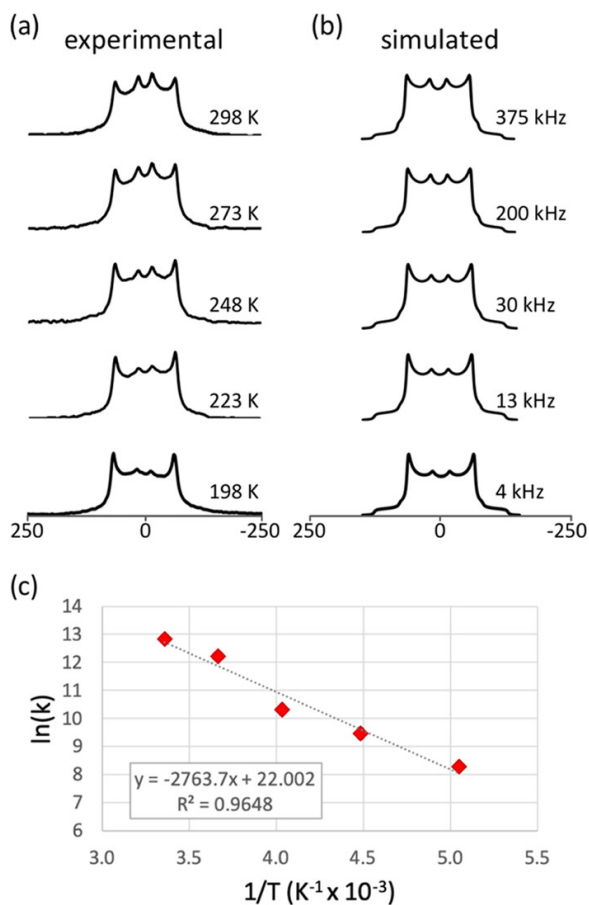 (a) (b)
experimental simulated
298 K 375 kHz
273 K 200 kHz
248 K 30 kHz
223 K 13 kHz
198 K 4 kHz
250 0 -250 250 0 -250
(c)
14
13
12
11
10
9
8
7
6
ln(k)
y = -2763.7x + 22.002
R² = 0.9648
3.0 3.5 4.0 4.5 5.0 5.5
1/T (K⁻¹ x 10⁻³)